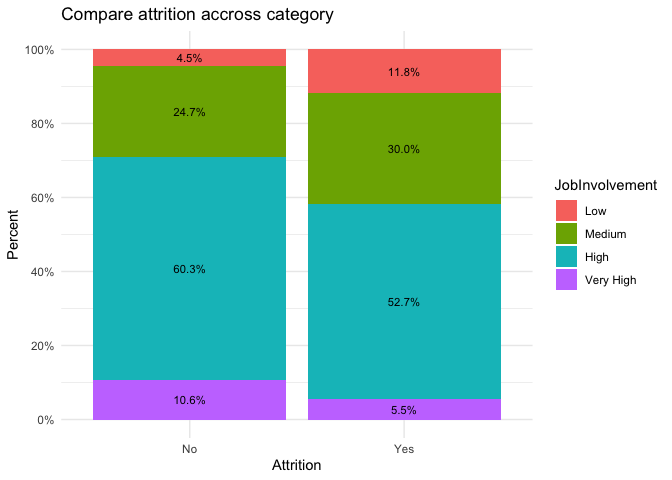 Compare attrition accross category
Percent
100%
80%
60%
40%
20%
0%
4.5%
24.7%
60.3%
10.6%
11.8%
30.0%
52.7%
5.5%
No
Yes
Attrition
JobInvolvement
Low
Medium
High
Very High